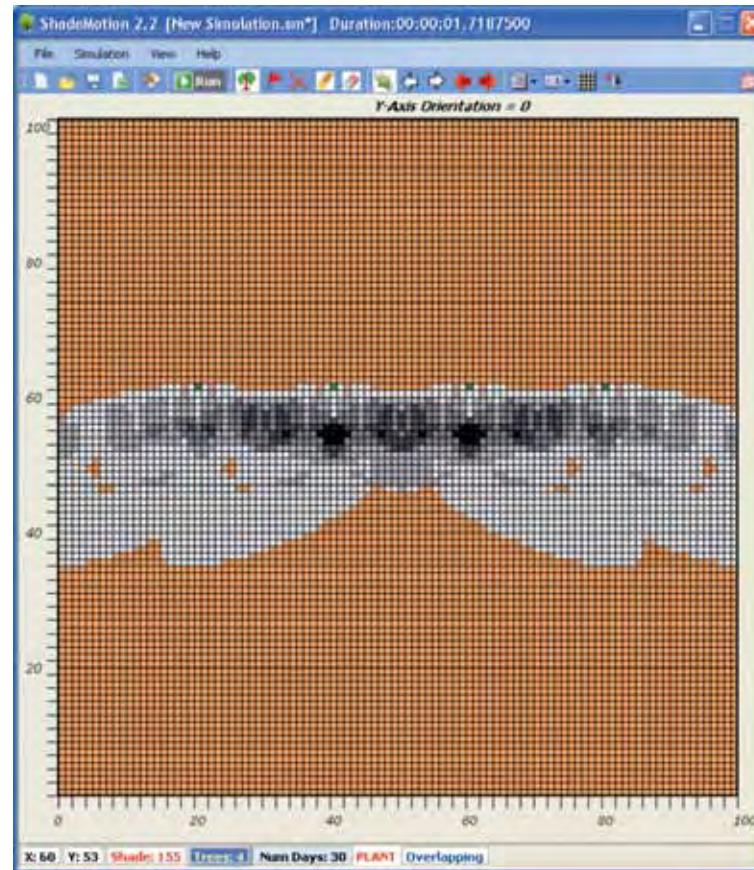 ShadeMotion 2.2 [New Simulation.sm*] Duration:00:00:01.7187500
File Simulation View Help
Run
Y-Axis Orientation = 0
100
80
60
40
20
0 20 40 60 80 100
X: 60 Y: 53 Shade: 155 Trees: 4 Num Days: 30 PLANT Overlapping